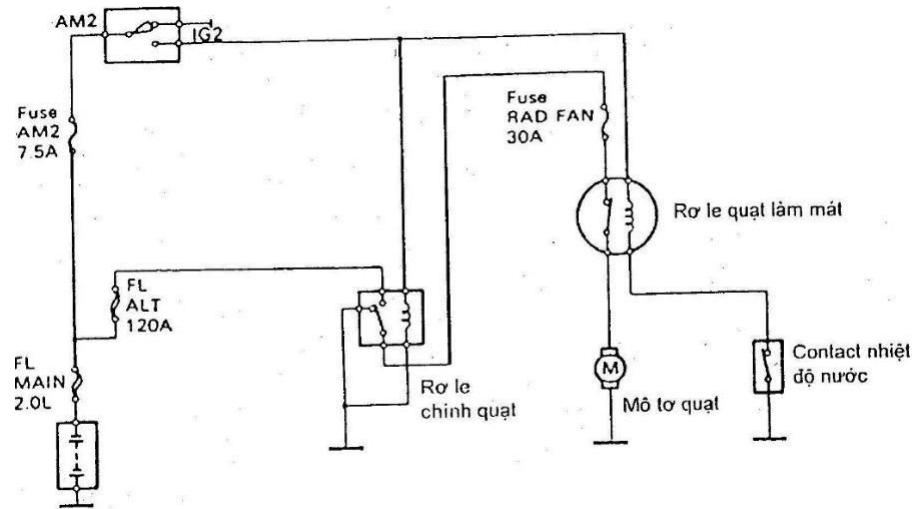 AM2
IG2
Fuse
AM2
7.5A
Fuse
RAD FAN
30A
Rơ le quạt làm mát
FL
ALT
120A
FL
MAIN
2.0L
Rơ le
chính quạt
M
Mô tơ quạt
Contact nhiệt
độ nước